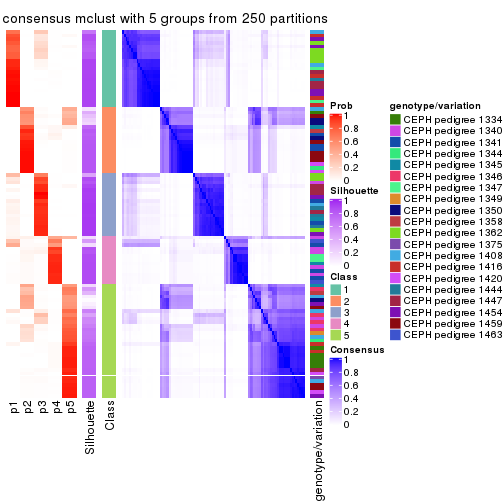 consensus mclust with 5 groups from 250 partitions
Prob
1
0.8
0.6
0.4
0.2
0
Silhouette
1
0.8
0.6
0.4
0.2
0
Class
1
2
3
4
5
Consensus
1
0.8
0.6
0.4
0.2
0
genotype/variation
CEPH pedigree 1334
CEPH pedigree 1340
CEPH pedigree 1341
CEPH pedigree 1344
CEPH pedigree 1345
CEPH pedigree 1346
CEPH pedigree 1347
CEPH pedigree 1349
CEPH pedigree 1350
CEPH pedigree 1358
CEPH pedigree 1362
CEPH pedigree 1375
CEPH pedigree 1408
CEPH pedigree 1416
CEPH pedigree 1420
CEPH pedigree 1444
CEPH pedigree 1447
CEPH pedigree 1454
CEPH pedigree 1459
CEPH pedigree 1463
p1
p2
p3
p4
p5
Silhouette
Class
genotype/variation